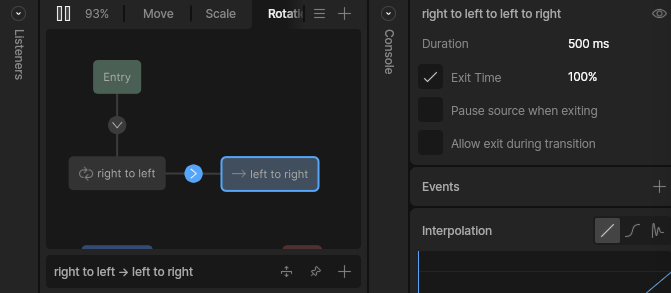 93% Move Scale Rotati
Listeners
Entry
right to left
left to right
right to left → left to right
Console
right to left to left to right
Duration 500 ms
Exit Time 100%
Pause source when exiting
Allow exit during transition
Events
Interpolation